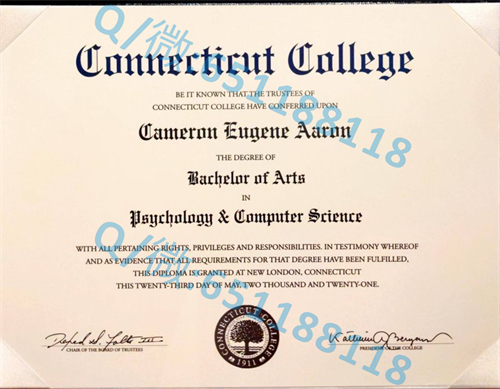 Connecticut College
BE IT KNOWN THAT THE TRUSTEES OF
CONNECTICUT COLLEGE HAVE CONFERRED UPON
Cameron Eugene Aaron
THE DEGREE OF
Bachelor of Arts
IN
Psychology & Computer Science
WITH ALL PERTAINING RIGHTS, PRIVILEGES AND RESPONSIBILITIES. IN TESTIMONY WHEREOF
AND AS EVIDENCE THAT ALL REQUIREMENTS FOR THAT DEGREE HAVE BEEN FULFILLED,
THIS DIPLOMA IS GRANTED AT NEW LONDON, CONNECTICUT
THIS TWENTY-THIRD DAY OF MAY, TWO THOUSAND AND TWENTY-ONE.
CHAIR OF THE BOARD OF TRUSTEES
CONNECTICUT COLLEGE
1911
PRESIDENT OF THE COLLEGE
Q/微:651188118
Q/微:651188118